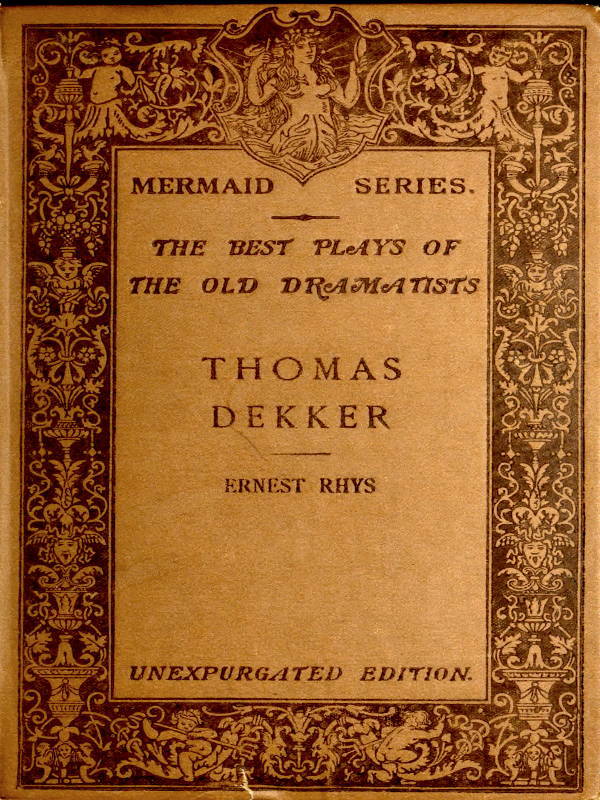 MERMAID SERIES.
THE BEST PLAYS OF
THE OLD DRAMATISTS
THOMAS
DEKKER
ERNEST RHYS
UNEXPURGATED EDITION.